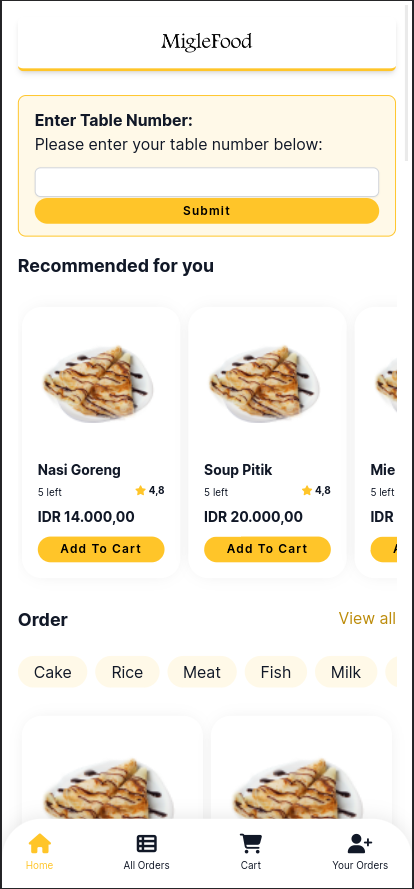 MigleFood
Enter Table Number:
Please enter your table number below:
Submit
Recommended for you
Nasi Goreng
5 left
4,8
IDR 14.000,00
Add To Cart
Soup Pitik
5 left
4,8
IDR 20.000,00
Add To Cart
Mie
5 left
IDR
Order
View all
Cake
Rice
Meat
Fish
Milk
Home
All Orders
Cart
Your Orders